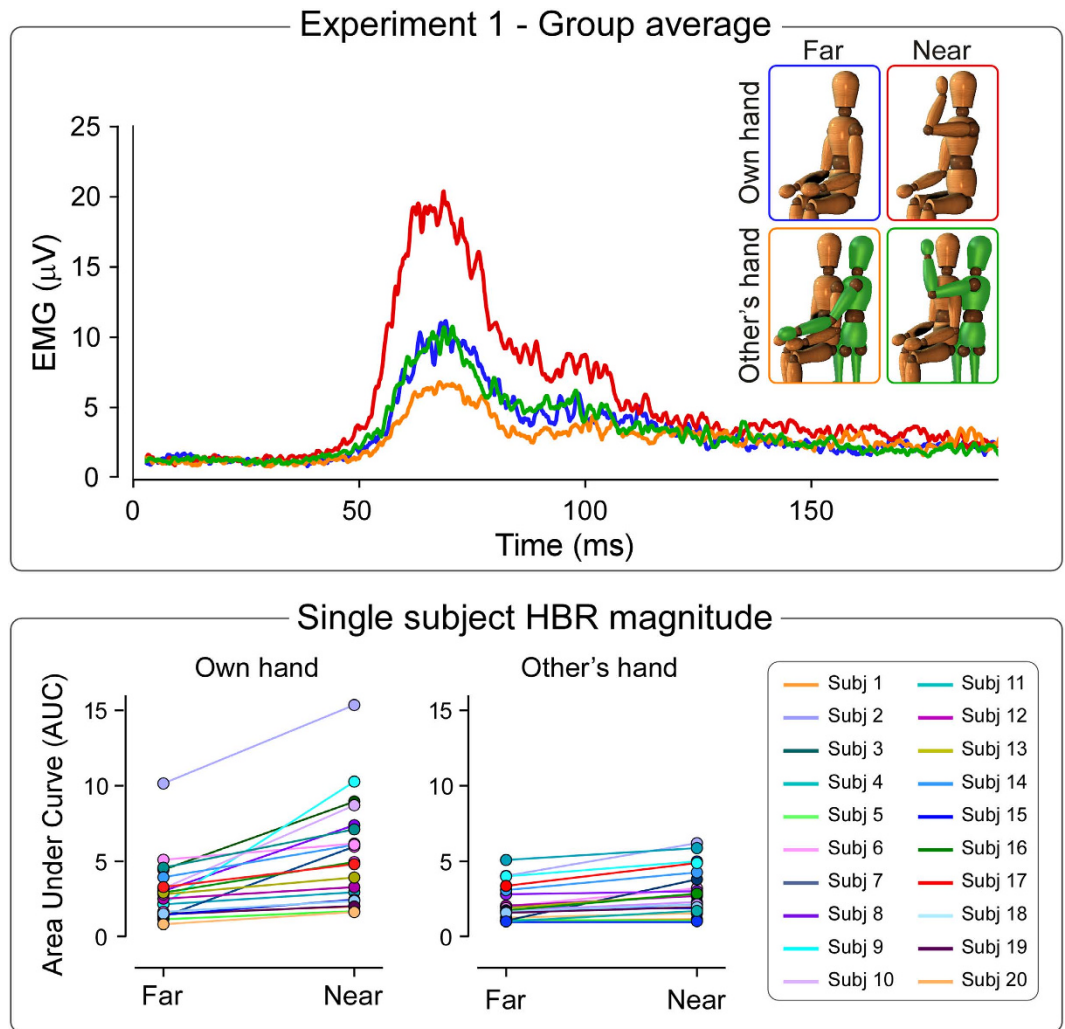 Experiment 1 - Group average
Far Near
Own hand
Other's hand
EMG (μV)
25
20
15
10
5
0
0 50 100 150
Time (ms)
Single subject HBR magnitude
Own hand Other's hand
Area Under Curve (AUC)
15 15
10 10
5 5
0 0
Far Near Far Near
Subj 1 Subj 11
Subj 2 Subj 12
Subj 3 Subj 13
Subj 4 Subj 14
Subj 5 Subj 15
Subj 6 Subj 16
Subj 7 Subj 17
Subj 8 Subj 18
Subj 9 Subj 19
Subj 10 Subj 20